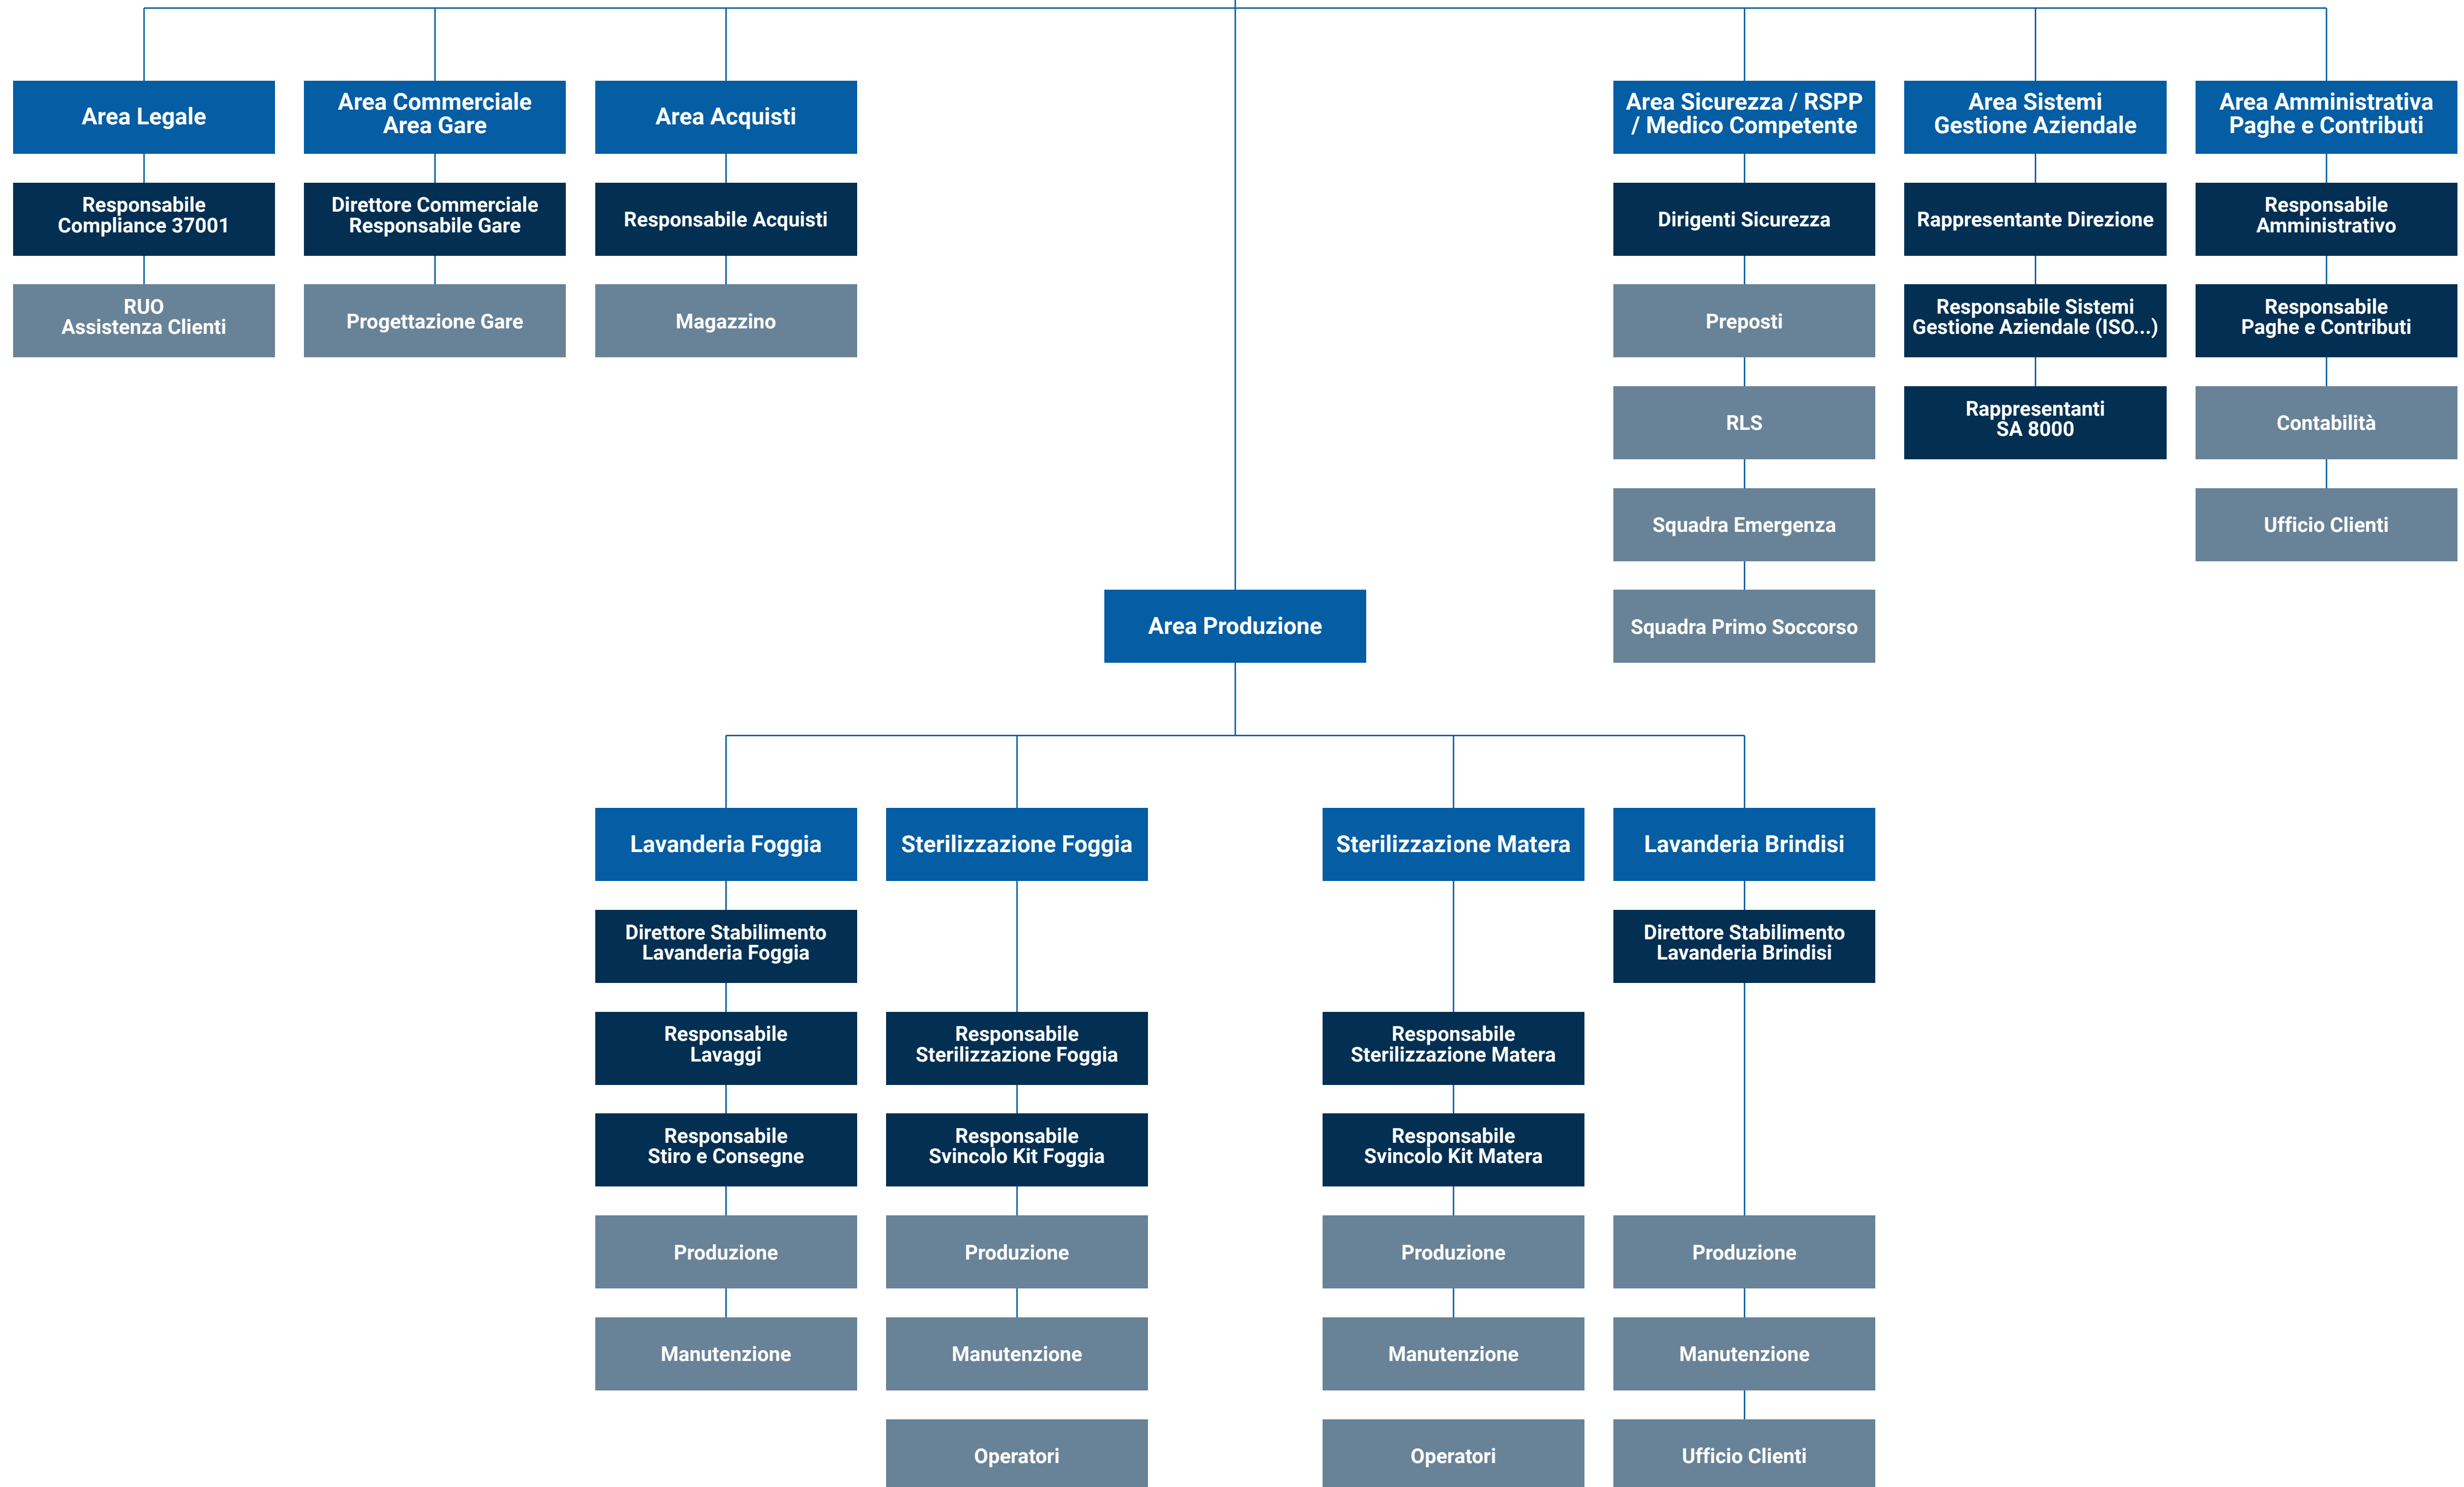 Area Legale
Responsabile
Compliance 37001
RUO
Assistenza Clienti
Area Commerciale
Area Gare
Direttore Commerciale
Responsabile Gare
Progettazione Gare
Area Acquisti
Responsabile Acquisti
Magazzino
Area Sicurezza / RSPP
/ Medico Competente
Dirigenti Sicurezza
Preposti
RLS
Squadra Emergenza
Squadra Primo Soccorso
Area Sistemi
Gestione Aziendale
Rappresentante Direzione
Responsabile Sistemi
Gestione Aziendale (ISO...)
Rappresentanti
SA 8000
Area Amministrativa
Paghe e Contributi
Responsabile
Amministrativo
Responsabile
Paghe e Contributi
Contabilità
Ufficio Clienti
Area Produzione
Lavanderia Foggia
Direttore Stabilimento
Lavanderia Foggia
Responsabile
Lavaggi
Responsabile
Stiro e Consegne
Produzione
Manutenzione
Sterilizzazione Foggia
Responsabile
Sterilizzazione Foggia
Responsabile
Svincolo Kit Foggia
Produzione
Manutenzione
Operatori
Sterilizzazione Matera
Responsabile
Sterilizzazione Matera
Responsabile
Svincolo Kit Matera
Produzione
Manutenzione
Operatori
Lavanderia Brindisi
Direttore Stabilimento
Lavanderia Brindisi
Produzione
Manutenzione
Ufficio Clienti